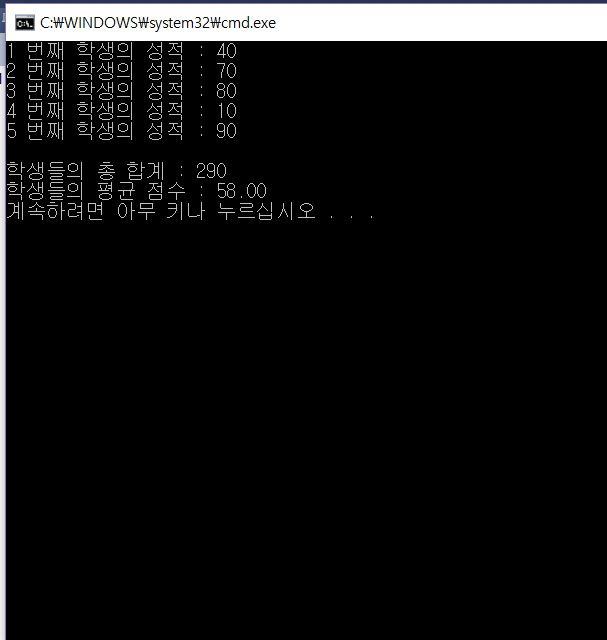 C:\WINDOWS\system32\cmd.exe
1 번째 학생의 성적 : 40
2 번째 학생의 성적 : 70
3 번째 학생의 성적 : 80
4 번째 학생의 성적 : 10
5 번째 학생의 성적 : 90
학생들의 총 합계 : 290
학생들의 평균 점수 : 58.00
계속하려면 아무 키나 누르십시오 . . .